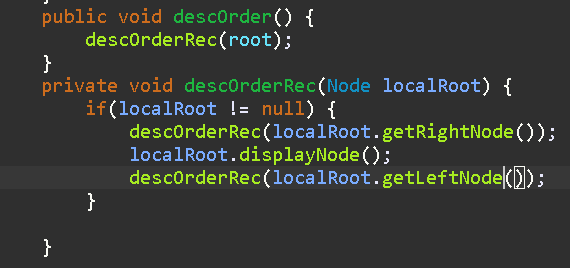 }
public void descOrder() {
descOrderRec(root);
}
private void descOrderRec(Node localRoot) {
if(localRoot != null) {
descOrderRec(localRoot.getRightNode());
localRoot.displayNode();
descOrderRec(localRoot.getLeftNode());
}
}